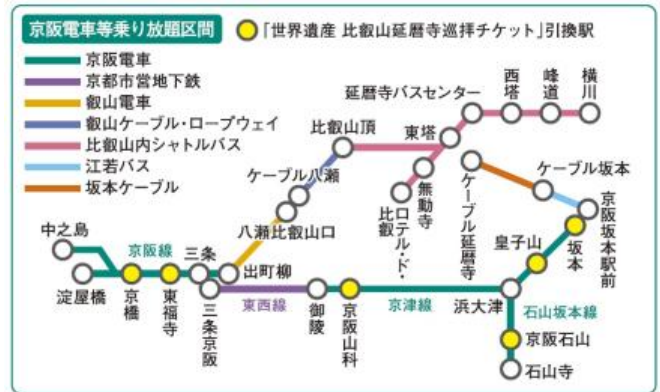 京阪電車等乗り放題区間
「世界遺産 比叡山延暦寺巡拝チケット」引換駅
京阪電車
京都市営地下鉄
叡山電車
叡山ケーブル・ロープウェイ
比叡山内シャトルバス
江若バス
坂本ケーブル
延暦寺バスセンター
西塔
峰道
横川
比叡山頂
東塔
無動寺
ロテル・ド・比叡
ケーブル延暦寺
ケーブル坂本
京阪坂本駅前
坂本
皇子山
ケーブル八瀬
八瀬比叡山口
中之島
淀屋橋
京阪線
京橋
東福寺
三条
三条京阪
出町柳
東西線
御陵
京阪山科
京津線
浜大津
石山坂本線
京阪石山
石山寺